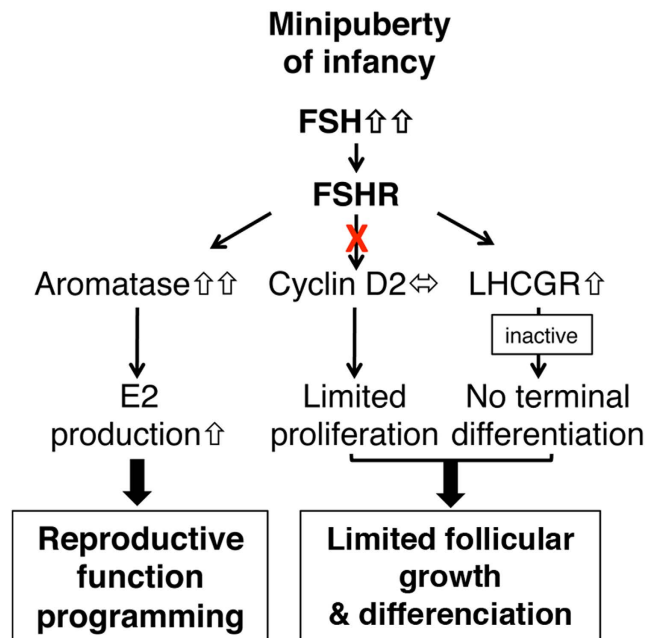 Minipuberty
of infancy
FSH⇧⇧
FSHR
X
Aromatase⇧⇧
Cyclin D2⬄
LHCGR⇧
inactive
E2
production⇧
Limited
proliferation
No terminal
differentiation
Reproductive
function
programming
Limited follicular
growth
& differenciation